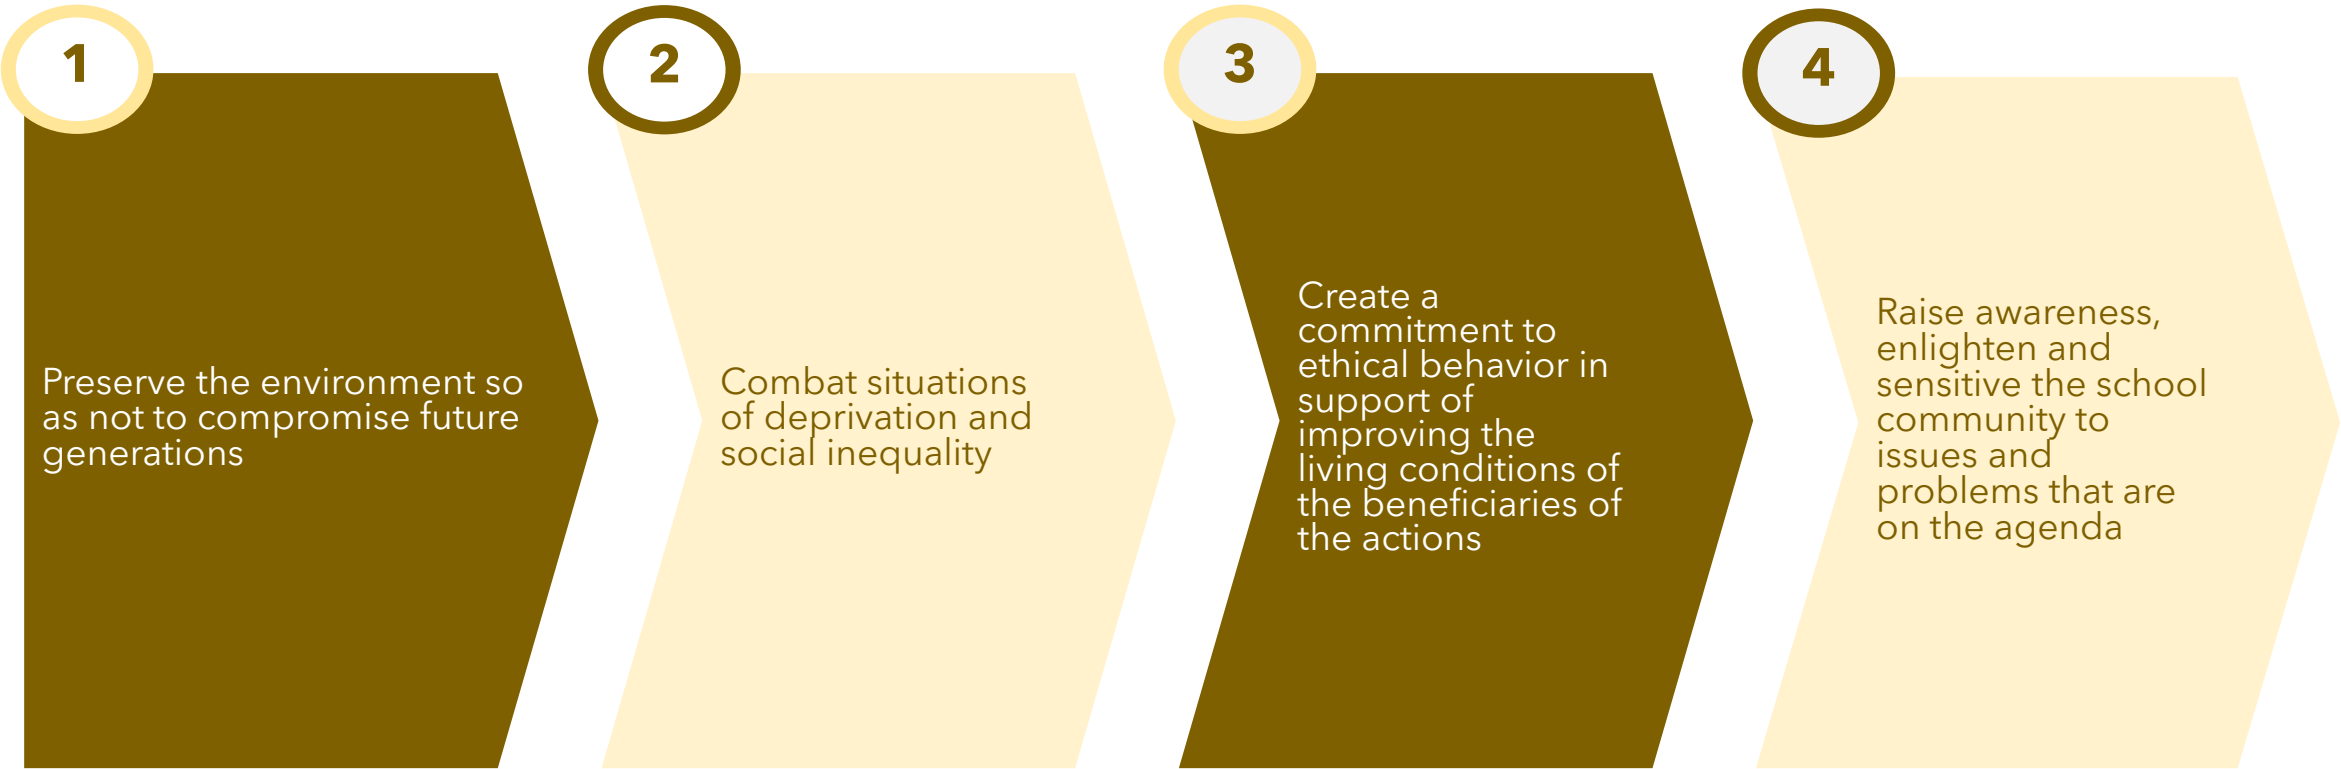 1
Preserve the environment so
as not to compromise future
generations
2
Combat situations
of deprivation and
social inequality
3
Create a
commitment to
ethical behavior in
support of
improving the
living conditions of
the beneficiaries of
the actions
4
Raise awareness,
enlighten and
sensitive the school
community to
issues and
problems that are
on the agenda